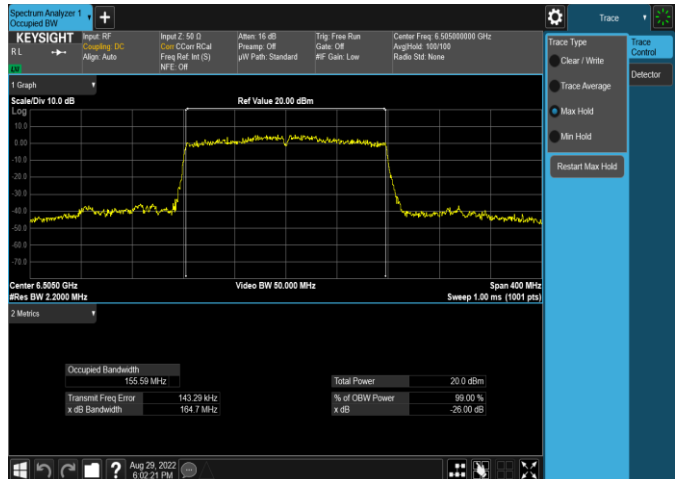 Spectrum Analyzer 1
Occupied BW
KEYSIGHT
RL
Input: RF
Coupling: DC
Align: Auto
Input Z: 50 Ω
Corr CCorr RCal
Freq Ref: Int (S)
NFE: Off
Atten: 16 dB
Preamp: Off
µW Path: Standard
Trig: Free Run
Gate: Off
#IF Gain: Low
Center Freq: 6.505000000 GHz
Avg|Hold: 100/100
Radio Std: None
1 Graph
Scale/Div 10.0 dB
Ref Value 20.00 dBm
Log
10.0
0.00
-10.0
-20.0
-30.0
-40.0
-50.0
-60.0
-70.0
Center 6.5050 GHz
Video BW 50.000 MHz
Span 400 MHz
#Res BW 2.2000 MHz
Sweep 1.00 ms (1001 pts)
2 Metrics
Occupied Bandwidth
155.59 MHz
Total Power 20.0 dBm
Transmit Freq Error 143.29 kHz
% of OBW Power 99.00 %
x dB Bandwidth 164.7 MHz
x dB -26.00 dB
Aug 29, 2022
6:02:21 PM
Trace
Trace Type
Clear / Write
Trace Average
Max Hold
Min Hold
Restart Max Hold
Trace
Control
Detector